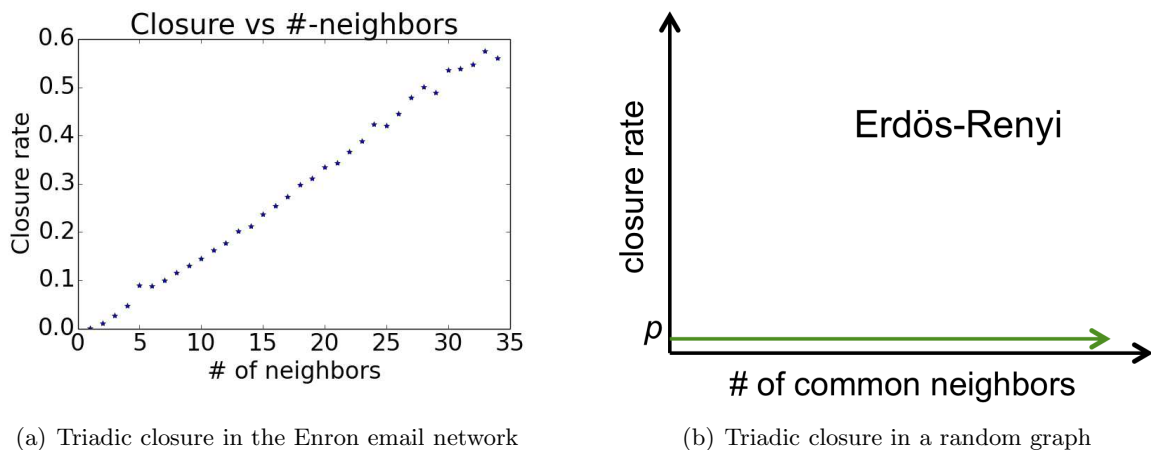 Closure vs #-neighbors
0.6
0.5
0.4
0.3
0.2
0.1
0.0
0 5 10 15 20 25 30 35
Closure rate
# of neighbors
(a) Triadic closure in the Enron email network
Erdös-Renyi
closure rate
p
# of common neighbors
(b) Triadic closure in a random graph